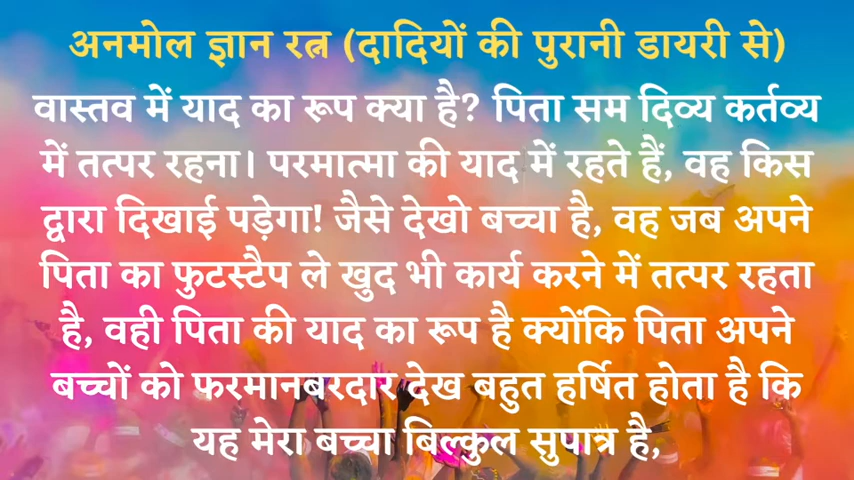 अनमोल ज्ञान रत्न (दादियों की पुरानी डायरी से)
वास्तव में याद का रूप क्या है? पिता सम दिव्य कर्तव्य
में तत्पर रहना। परमात्मा की याद में रहते हैं, वह किस
द्वारा दिखाई पड़ेगा! जैसे देखो बच्चा है, वह जब अपने
पिता का फुटस्टैप ले खुद भी कार्य करने में तत्पर रहता
है, वही पिता की याद का रूप है क्योंकि पिता अपने
बच्चों को फरमानबरदार देख बहुत हर्षित होता है कि
यह मेरा बच्चा बिल्कुल सुपात्र है,